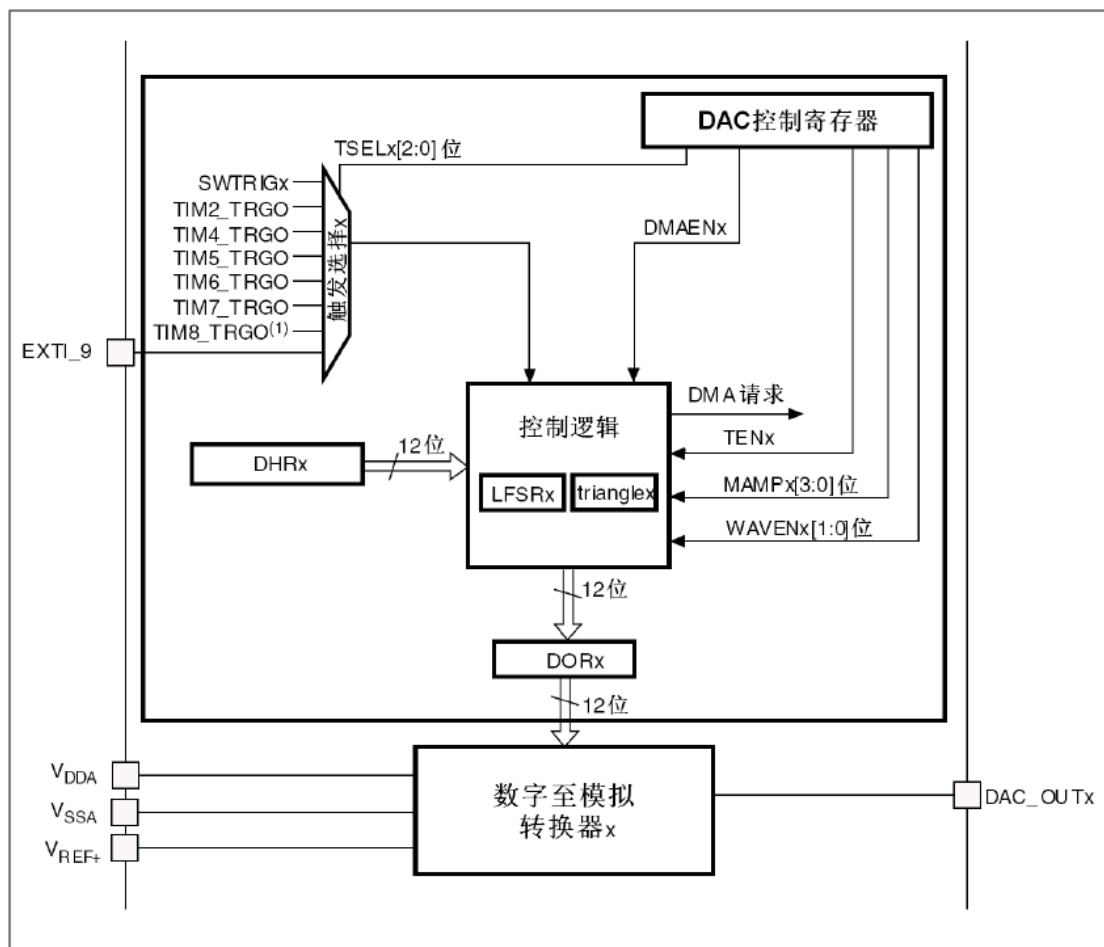 DAC控制寄存器
TSELx[2:0] 位
SWTRIGx
TIM2_TRGO
TIM4_TRGO
TIM5_TRGO
TIM6_TRGO
TIM7_TRGO
TIM8_TRGO(1)
触发选择x
DMAENx
EXTI_9
控制逻辑
DMA请求
TENx
12位
DHRx
LFSRx
trianglex
MAMPx[3:0] 位
WAVENx[1:0] 位
12位
DORx
12位
VDDA
VSSA
VREF+
数字至模拟
转换器x
DAC_OUTx